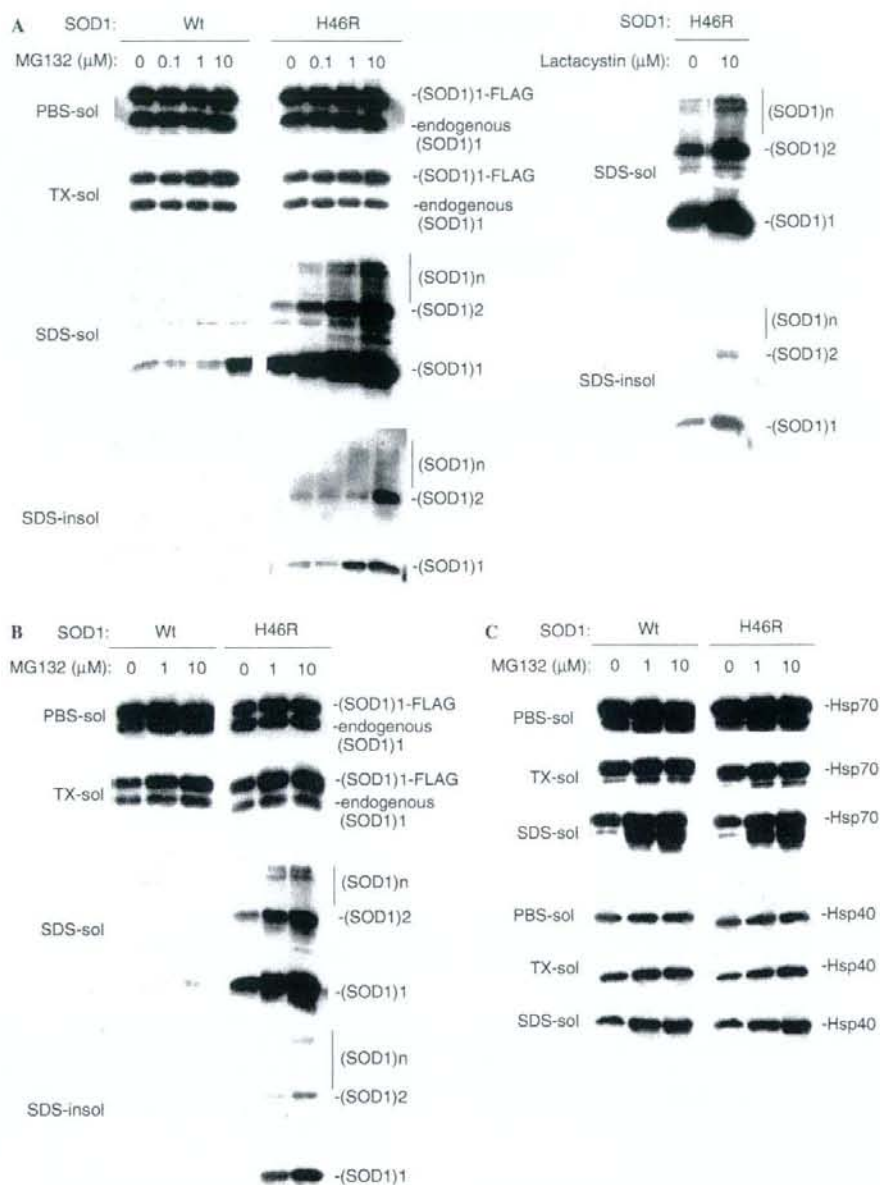 A SOD1: Wt H46R
MG132 (µM): 0 0.1 1 10 0 0.1 1 10
PBS-sol
-(SOD1)1-FLAG
-endogenous
(SOD1)1
TX-sol
-(SOD1)1-FLAG
-endogenous
(SOD1)1
SDS-sol
(SOD1)n
-(SOD1)2
-(SOD1)1
SDS-insol
(SOD1)n
-(SOD1)2
-(SOD1)1
SOD1: H46R
Lactacystin (µM): 0 10
SDS-sol
(SOD1)n
-(SOD1)2
-(SOD1)1
SDS-insol
(SOD1)n
-(SOD1)2
-(SOD1)1
B SOD1: Wt H46R
MG132 (µM): 0 1 10 0 1 10
PBS-sol
-(SOD1)1-FLAG
-endogenous
(SOD1)1
TX-sol
-(SOD1)1-FLAG
-endogenous
(SOD1)1
SDS-sol
(SOD1)n
-(SOD1)2
-(SOD1)1
SDS-insol
(SOD1)n
-(SOD1)2
-(SOD1)1
C SOD1: Wt H46R
MG132 (µM): 0 1 10 0 1 10
PBS-sol -Hsp70
TX-sol -Hsp70
SDS-sol -Hsp70
PBS-sol -Hsp40
TX-sol -Hsp40
SDS-sol -Hsp40